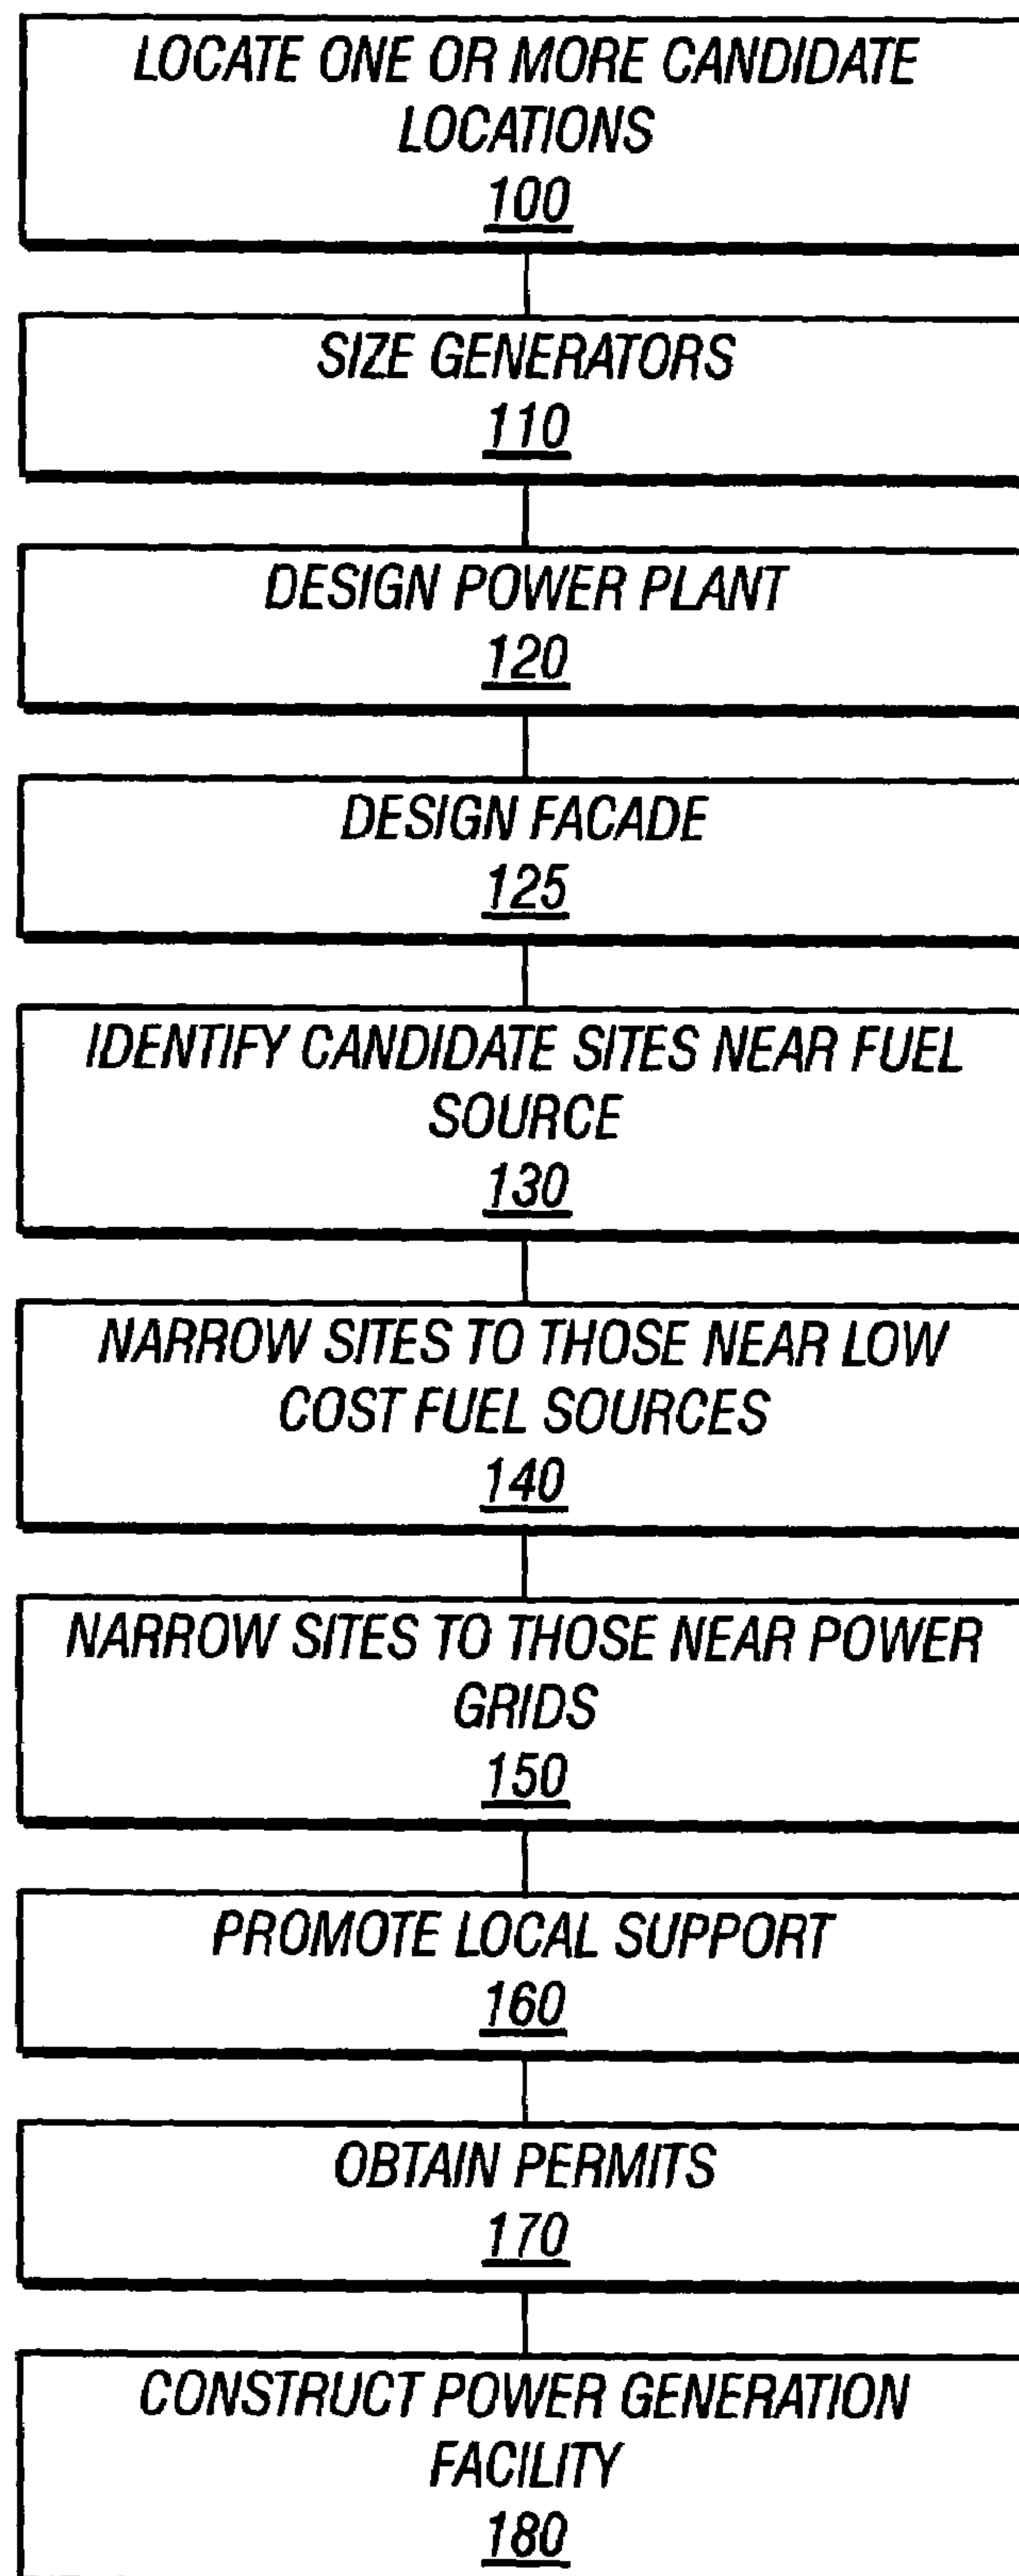 LOCATE ONE OR MORE CANDIDATE
LOCATIONS
100
SIZE GENERATORS
110
DESIGN POWER PLANT
120
DESIGN FACADE
125
IDENTIFY CANDIDATE SITES NEAR FUEL
SOURCE
130
NARROW SITES TO THOSE NEAR LOW
COST FUEL SOURCES
140
NARROW SITES TO THOSE NEAR POWER
GRIDS
150
PROMOTE LOCAL SUPPORT
160
OBTAIN PERMITS
170
CONSTRUCT POWER GENERATION
FACILITY
180